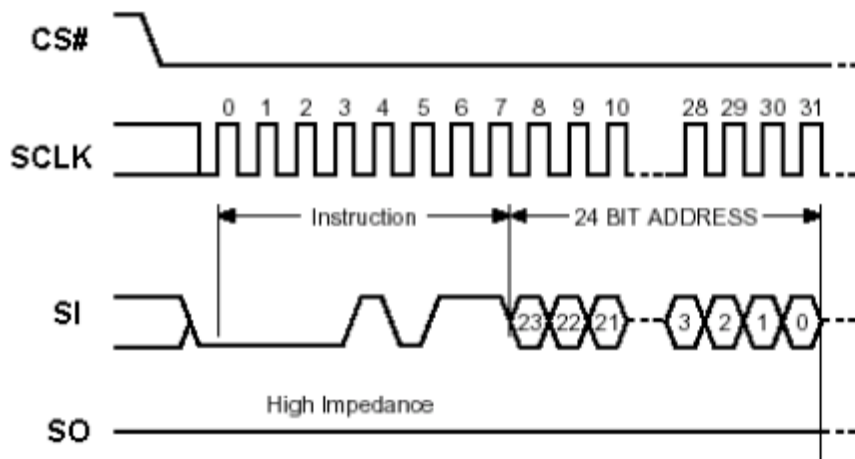 CS#
0 1 2 3 4 5 6 7 8 9 10 28 29 30 31
SCLK
Instruction 24 BIT ADDRESS
SI
23 22 21 3 2 1 0
High Impedance
SO